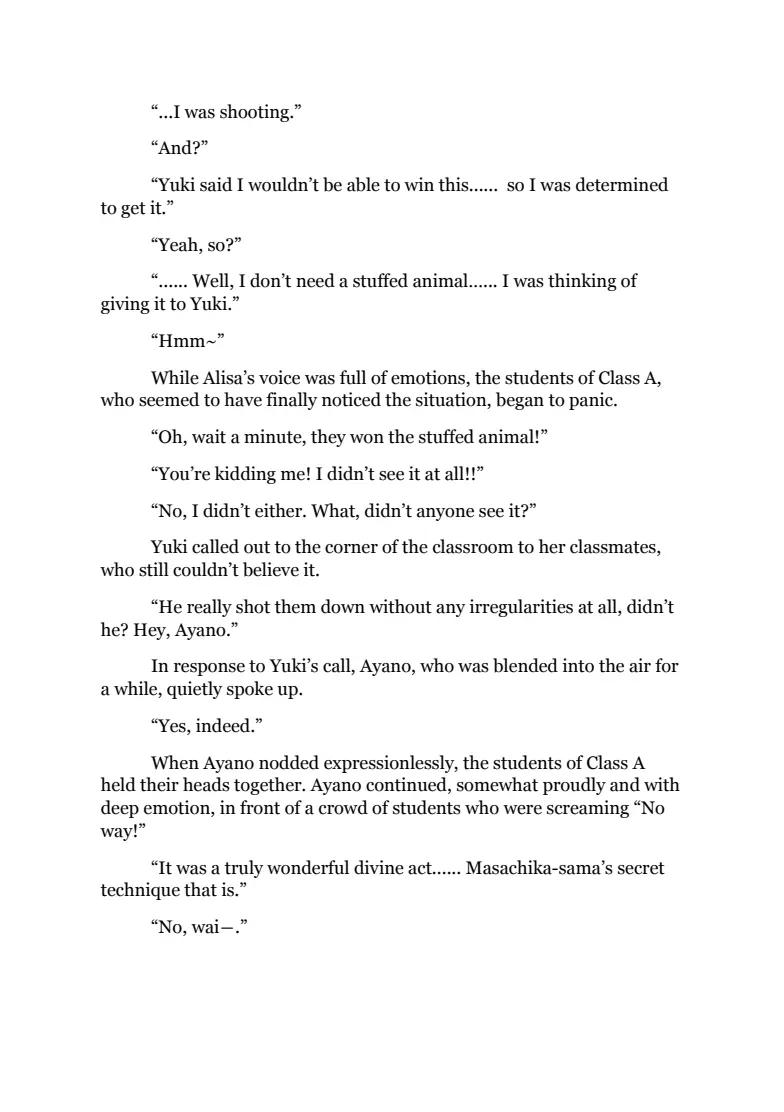 “...I was shooting.”
“And?”
“Yuki said I wouldn’t be able to win this...... so I was determined
to get it.”
“Yeah, so?”
“...... Well, I don’t need a stuffed animal...... I was thinking of
giving it to Yuki.”
“Hmm~”
While Alisa’s voice was full of emotions, the students of Class A,
who seemed to have finally noticed the situation, began to panic.
“Oh, wait a minute, they won the stuffed animal!”
“You’re kidding me! I didn’t see it at all!!”
“No, I didn’t either. What, didn’t anyone see it?”
Yuki called out to the corner of the classroom to her classmates,
who still couldn’t believe it.
“He really shot them down without any irregularities at all, didn’t
he? Hey, Ayano.”
In response to Yuki’s call, Ayano, who was blended into the air for
a while, quietly spoke up.
“Yes, indeed.”
When Ayano nodded expressionlessly, the students of Class A
held their heads together. Ayano continued, somewhat proudly and with
deep emotion, in front of a crowd of students who were screaming “No
way!”
“It was a truly wonderful divine act...... Masachika-sama’s secret
technique that is.”
“No, wai―.”